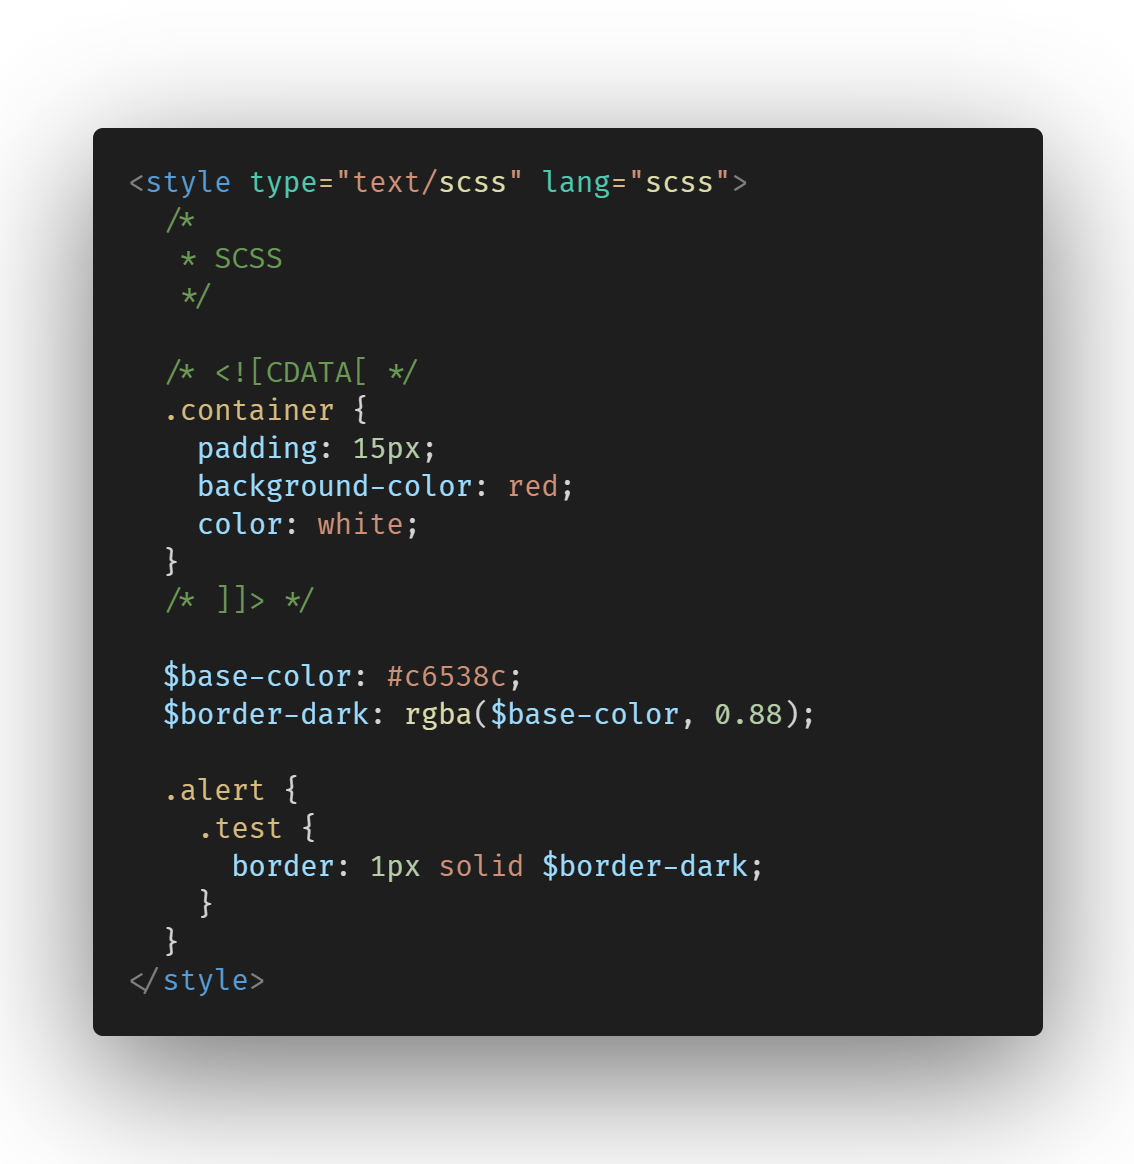 <style type="text/scss" lang="scss">
  /*
   * SCSS
   */

  /* <![CDATA[ */
  .container {
    padding: 15px;
    background-color: red;
    color: white;
  }
  /* ]]> */

  $base-color: #c6538c;
  $border-dark: rgba($base-color, 0.88);

  .alert {
    .test {
      border: 1px solid $border-dark;
    }
  }
</style>